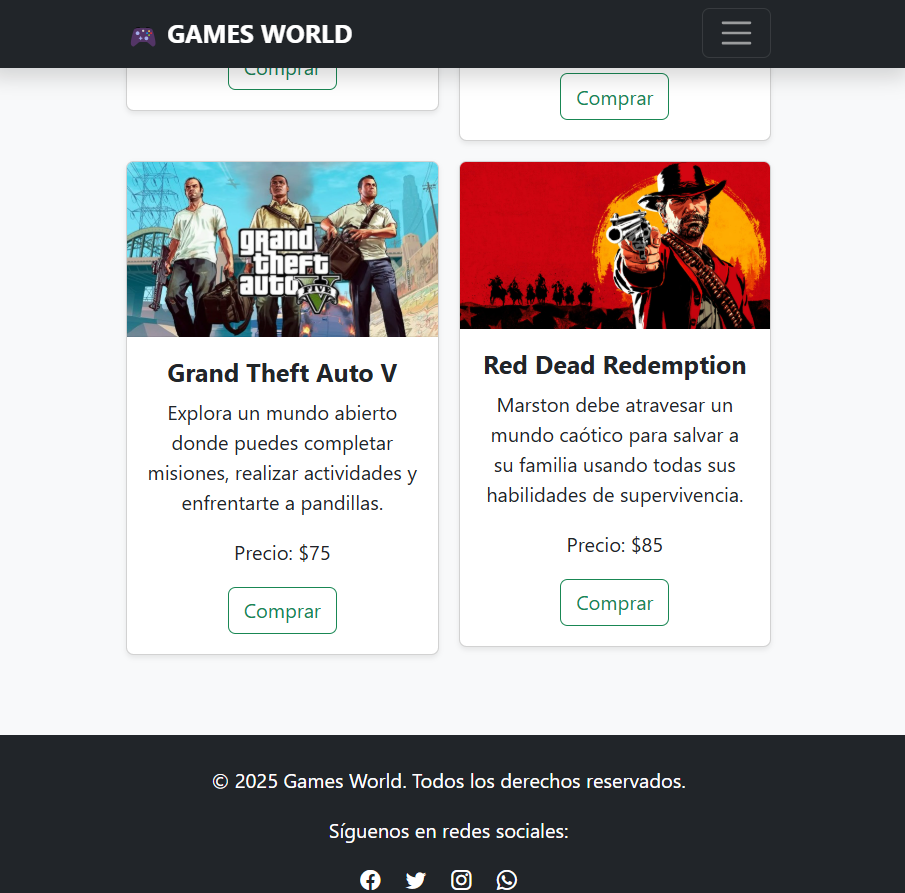 🎮 GAMES WORLD
Comprar
Comprar
grand
theft
auto V
FIVE
Grand Theft Auto V
Explora un mundo abierto
donde puedes completar
misiones, realizar actividades y
enfrentarte a pandillas.
Precio: $75
Comprar
Red Dead Redemption
Marston debe atravesar un
mundo caótico para salvar a
su familia usando todas sus
habilidades de supervivencia.
Precio: $85
Comprar
© 2025 Games World. Todos los derechos reservados.
Síguenos en redes sociales: